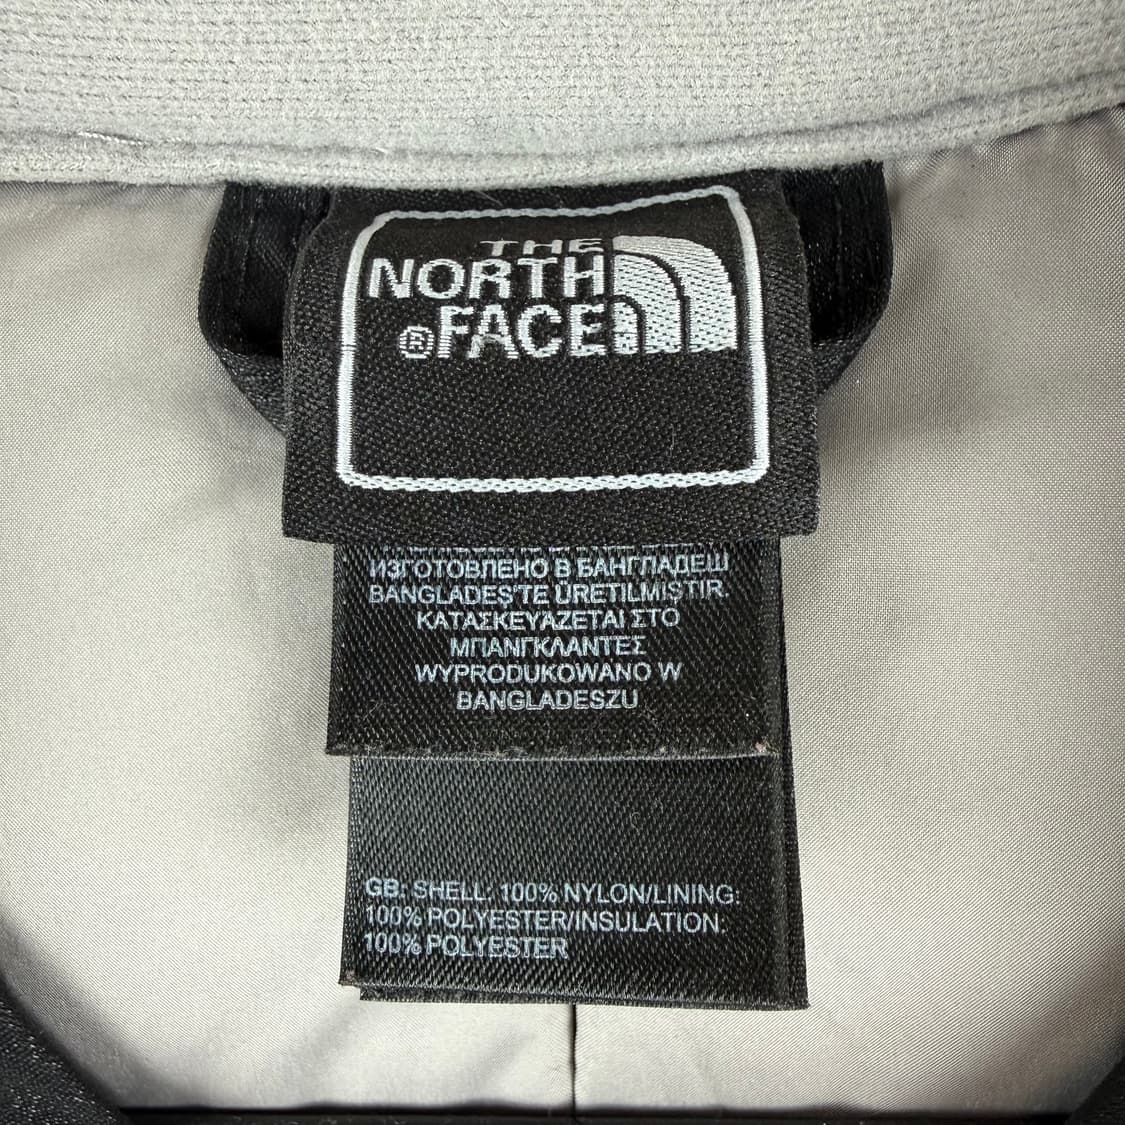 THE
NORTH
®FACE
ИЗГОТОВЛЕНО В БАНГЛАДЕШ
BANGLADEŞ'TE ÜRETILMIŞTIR.
ΚΑΤΑΣΚΕΥΑΖΕΤΑΙ ΣΤΟ
ΜΠΑΝΓΚΛΑΝΤΕΣ
WYPRODUKOWANO W
BANGLADESZU
GB: SHELL: 100% NYLON/LINING:
100% POLYESTER/INSULATION:
100% POLYESTER